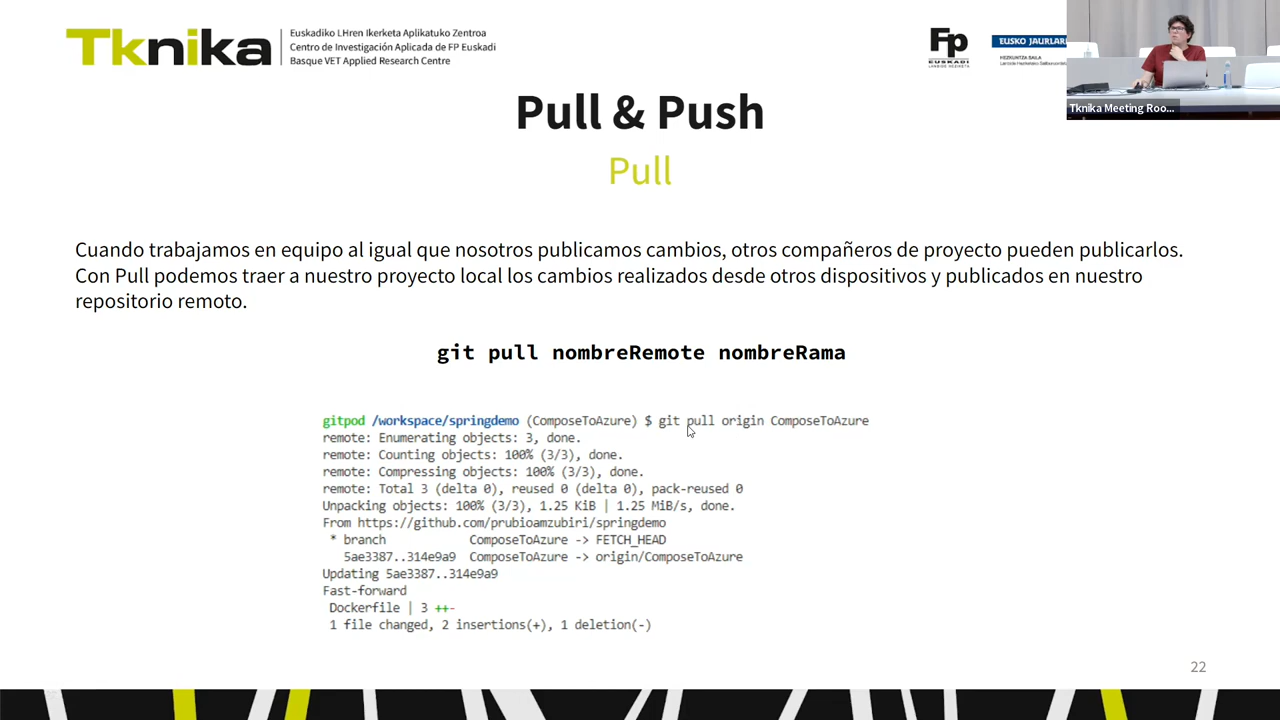 Tknika
Euskadiko LHren Ikerketa Aplikatuko Zentroa
Centro de Investigación Aplicada de FP Euskadi
Basque VET Applied Research Centre
Fp
EUSKADI
LANBIDE HEZIKETA
EUSKO JAURLARI
HEZKUNTZA SAILA
Tknika Meeting Roo...
Pull & Push
Pull
Cuando trabajamos en equipo al igual que nosotros publicamos cambios, otros compañeros de proyecto pueden publicarlos.
Con Pull podemos traer a nuestro proyecto local los cambios realizados desde otros dispositivos y publicados en nuestro
repositorio remoto.
git pull nombreRemote nombreRama
gitpod /workspace/springdemo (ComposeToAzure) $ git pull origin ComposeToAzure
remote: Enumerating objects: 3, done.
remote: Counting objects: 100% (3/3), done.
remote: Compressing objects: 100% (3/3), done.
remote: Total 3 (delta 0), reused 0 (delta 0), pack-reused 0
Unpacking objects: 100% (3/3), 1.25 KiB | 1.25 MiB/s, done.
From https://github.com/prubioamzubiri/springdemo
* branch ComposeToAzure -> FETCH_HEAD
5ae3387..314e9a9 ComposeToAzure -> origin/ComposeToAzure
Updating 5ae3387..314e9a9
Fast-forward
Dockerfile | 3 ++-
1 file changed, 2 insertions(+), 1 deletion(-)
22